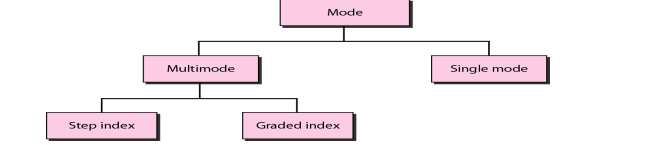 Mode
Multimode
Single mode
Step index
Graded index